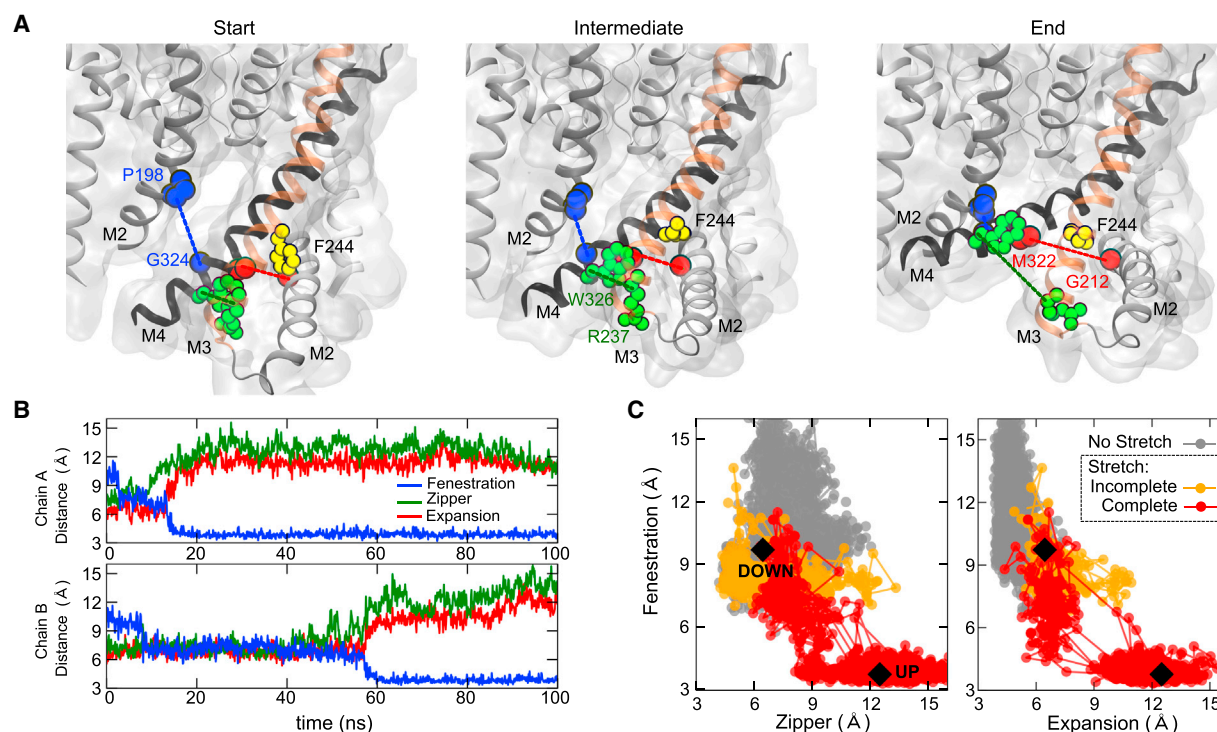 A
Start
Intermediate
End
P198
M2
G324
F244
M4
M3
M2
M2
F244
M4
W326
R237
M3
M2
M2
F244
M4
M322
G212
M3
M2
B
Chain A
Distance (Å)
15
12
9
6
3
0
20
40
60
80
100
Fenestration
Zipper
Expansion
Chain B
Distance (Å)
15
12
9
6
3
0
20
40
60
80
100
time (ns)
C
Fenestration (Å)
15
12
9
6
3
DOWN
UP
3
6
9
12
15
Zipper (Å)
No Stretch
Stretch:
Incomplete
Complete
3
6
9
12
15
Expansion (Å)